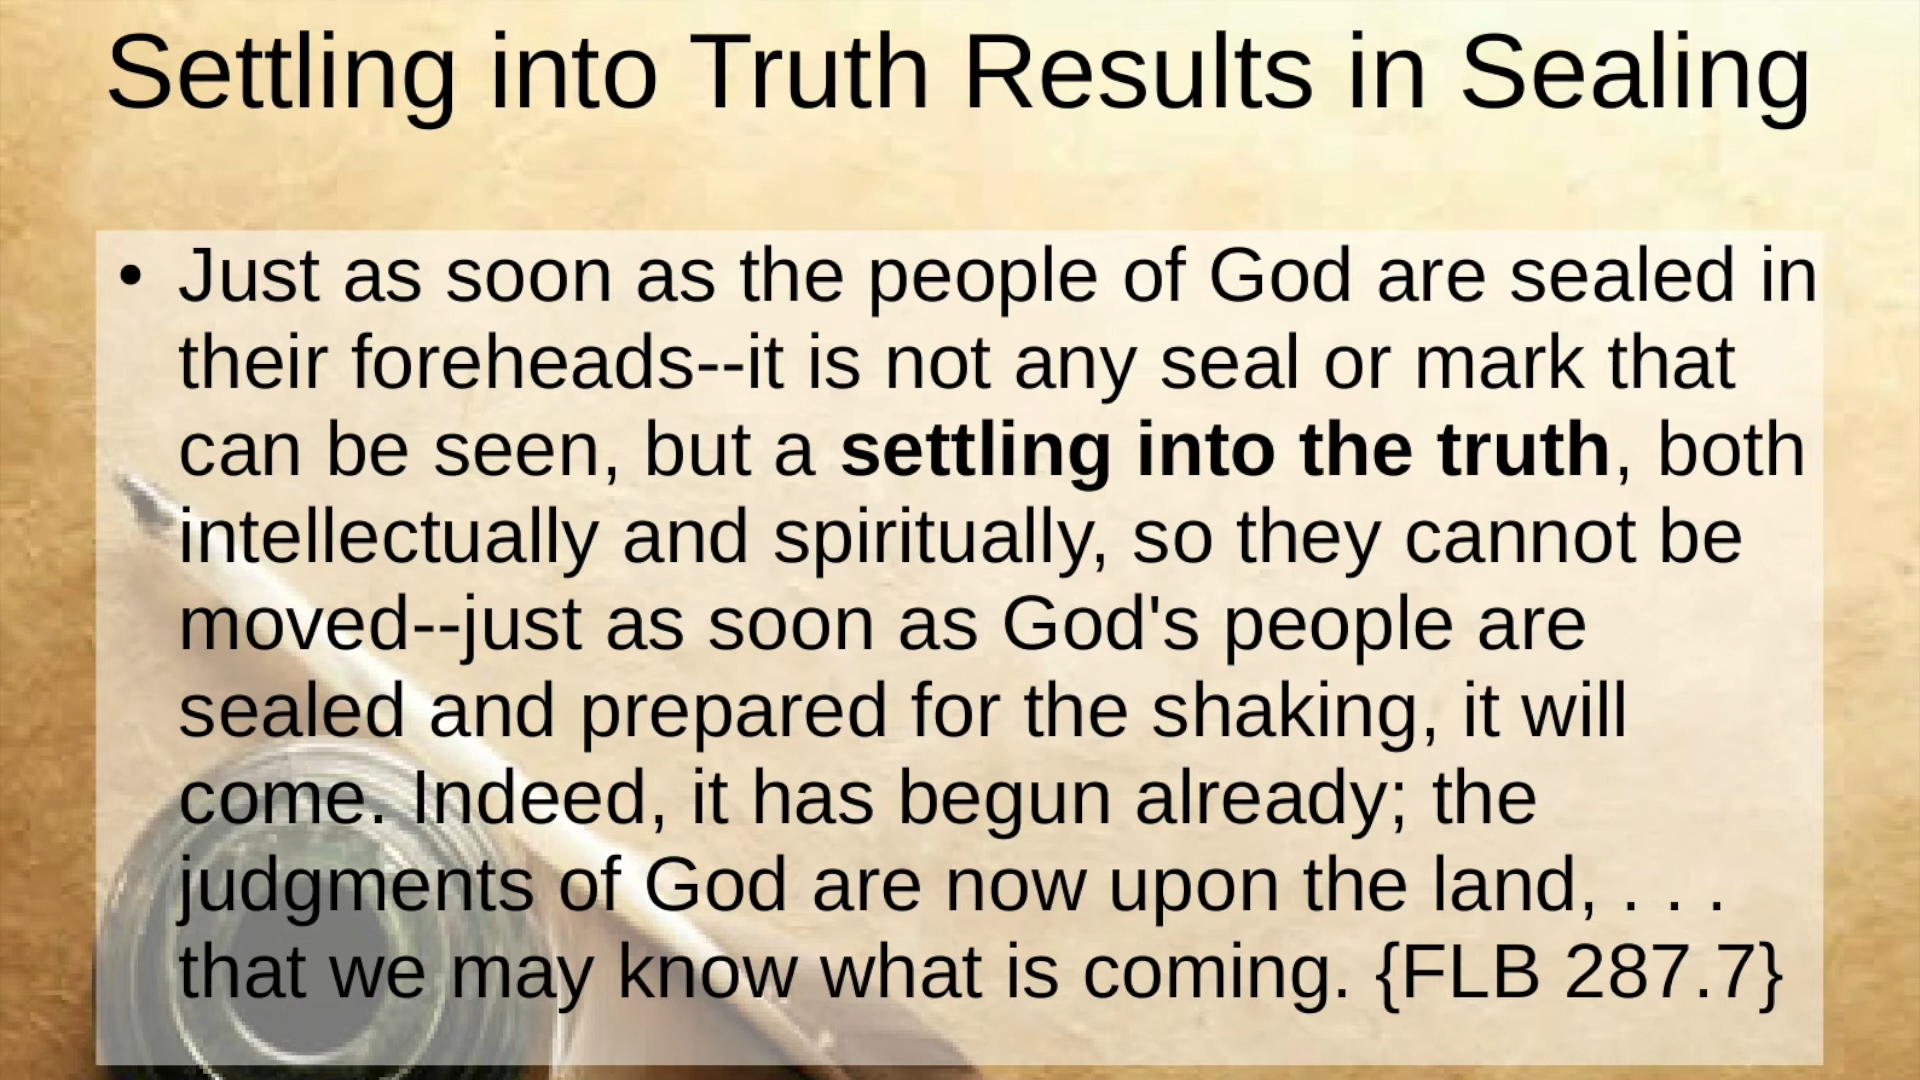 Settling into Truth Results in Sealing
• Just as soon as the people of God are sealed in
their foreheads--it is not any seal or mark that
can be seen, but a settling into the truth, both
intellectually and spiritually, so they cannot be
moved--just as soon as God's people are
sealed and prepared for the shaking, it will
come. Indeed, it has begun already; the
judgments of God are now upon the land, . . .
that we may know what is coming. {FLB 287.7}